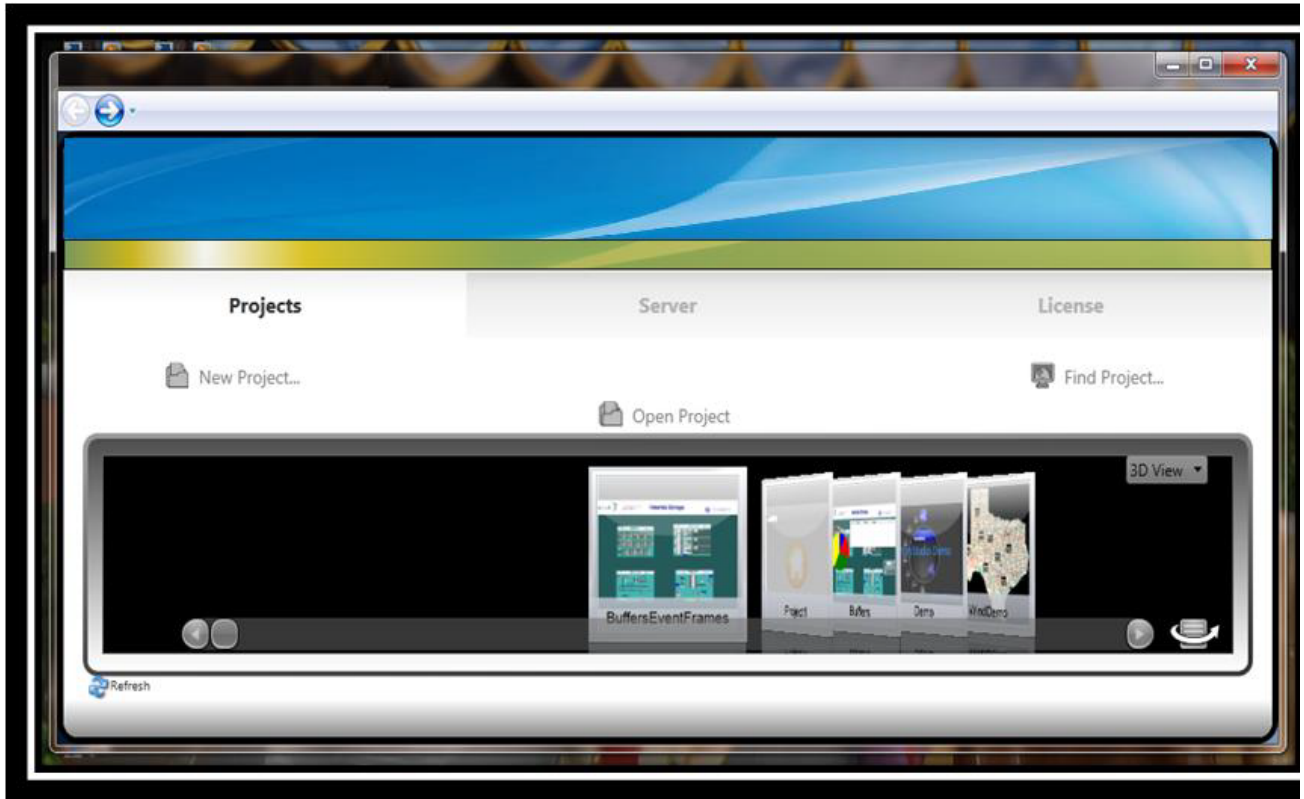 Projects Server License
New Project... Find Project...
Open Project
3D View
BuffersEventFrames Project Buffers Demo WindDemo
Refresh